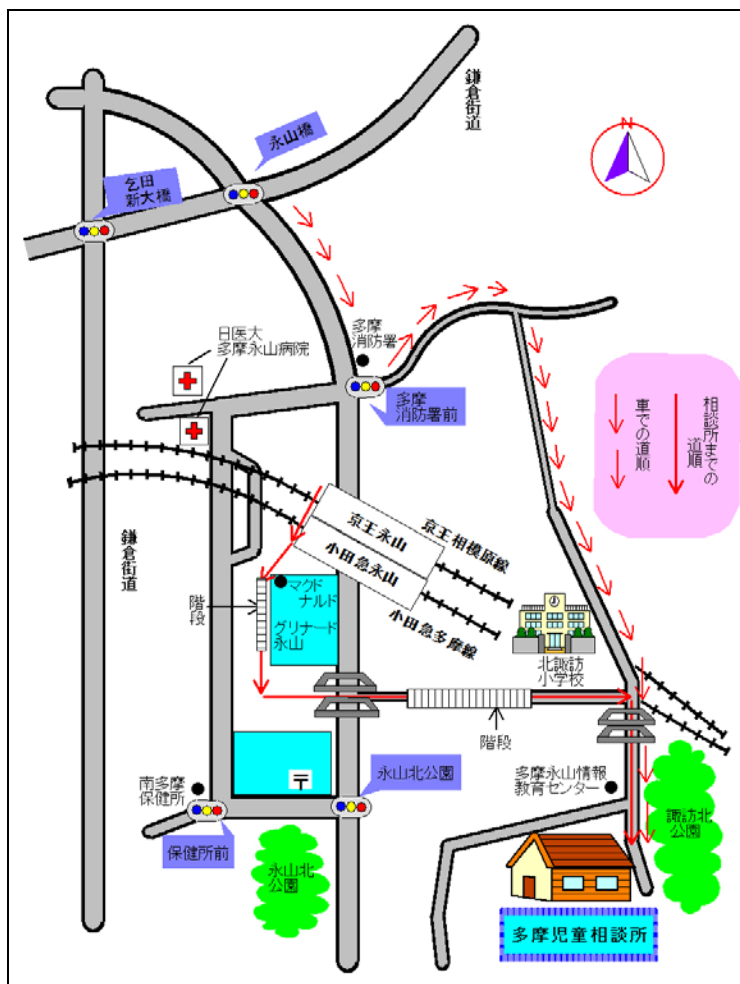 鎌倉街道
N
永山橋
乞田
新大橋
多摩
消防署
日医大
多摩永山病院
多摩
消防署前
車での道順
相談所までの
道順
京王永山
京王相模原線
小田急永山
小田急多摩線
鎌倉街道
マクド
ナルド
階段
グリナード
永山
北諏訪
小学校
階段
南多摩
保健所
〒
永山北公園
多摩永山情報
教育センター
諏訪北
公園
保健所前
永山北
公園
多摩児童相談所